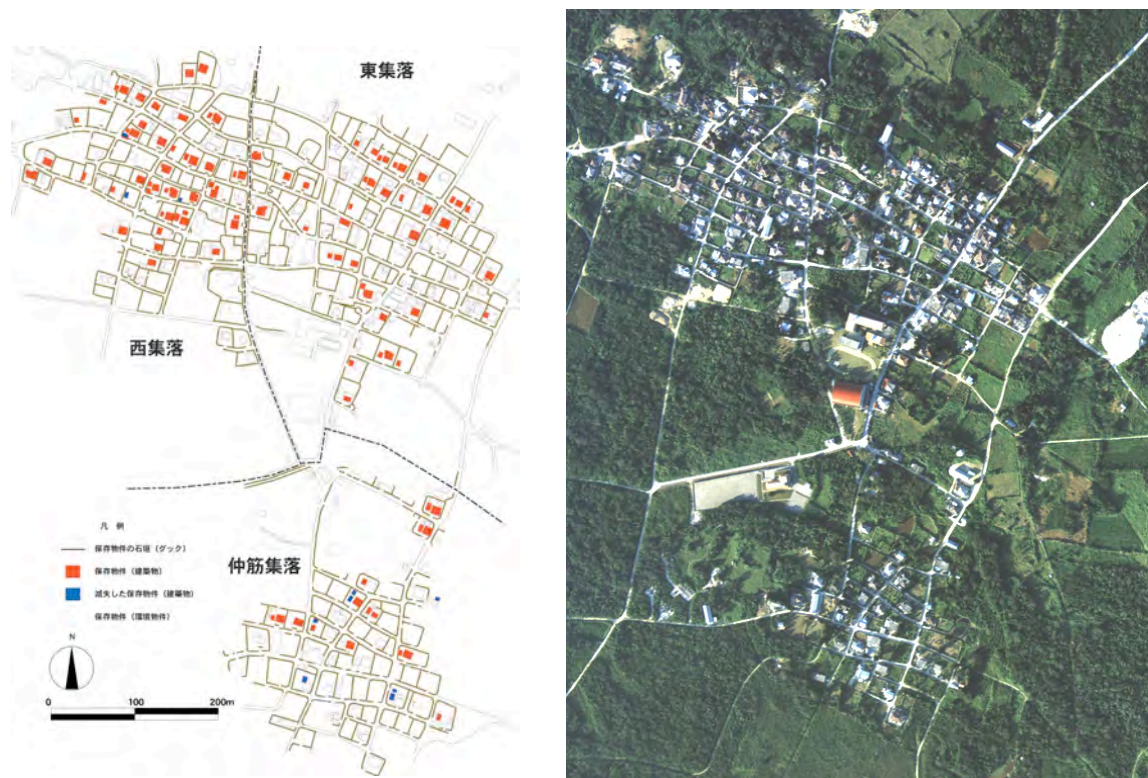 東集落
西集落
仲筋集落
凡 例
保存物件の石垣（グック）
保存物件（建築物）
滅失した保存物件（建築物）
保存物件（環境物件）
N
0 100 200m